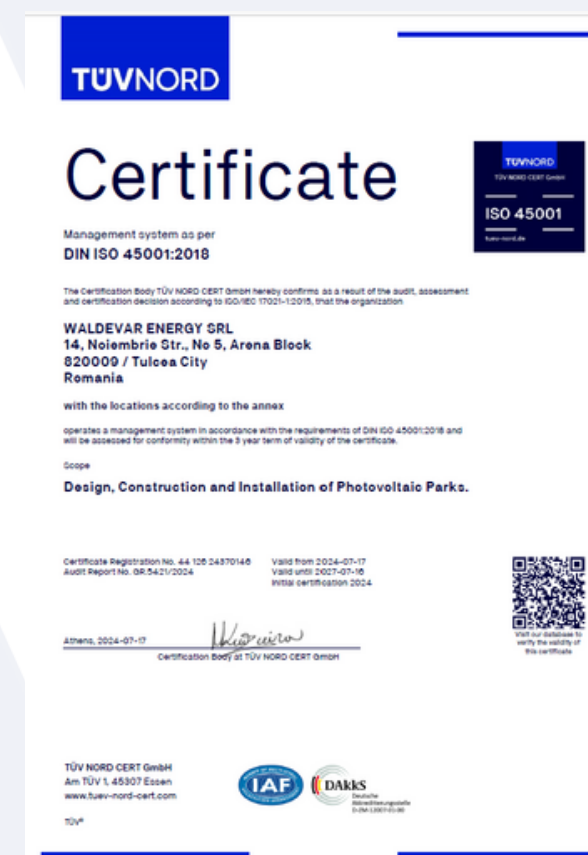 TÜVNORD
Certificate
TÜVNORD
TÜV NORD CERT GmbH
ISO 45001
tuev-nord.de
Management system as per
DIN ISO 45001:2018
The Certification Body TÜV NORD CERT GmbH hereby confirms as a result of the audit, assessment
and certification decision according to ISO/IEC 17021-1:2015, that the organization
WALDEVAR ENERGY SRL
14, Noiembrie Str., No 5, Arena Block
820009 / Tulcea City
Romania
with the locations according to the annex
operates a management system in accordance with the requirements of DIN ISO 45001:2018 and
will be assessed for conformity within the 3 year term of validity of the certificate.
Scope
Design, Construction and Installation of Photovoltaic Parks.
Certificate Registration No. 44 126 24370146
Audit Report No. GR.5421/2024
Valid from 2024-07-17
Valid until 2027-07-16
Initial certification 2024
Visit our database to
verify the validity of
this certificate
Athens, 2024-07-17
Certification Body at TÜV NORD CERT GmbH
TÜV NORD CERT GmbH
Am TÜV 1, 45307 Essen
www.tuev-nord-cert.com
TÜV®
IAF
DAkkS
Deutsche
Akkreditierungsstelle